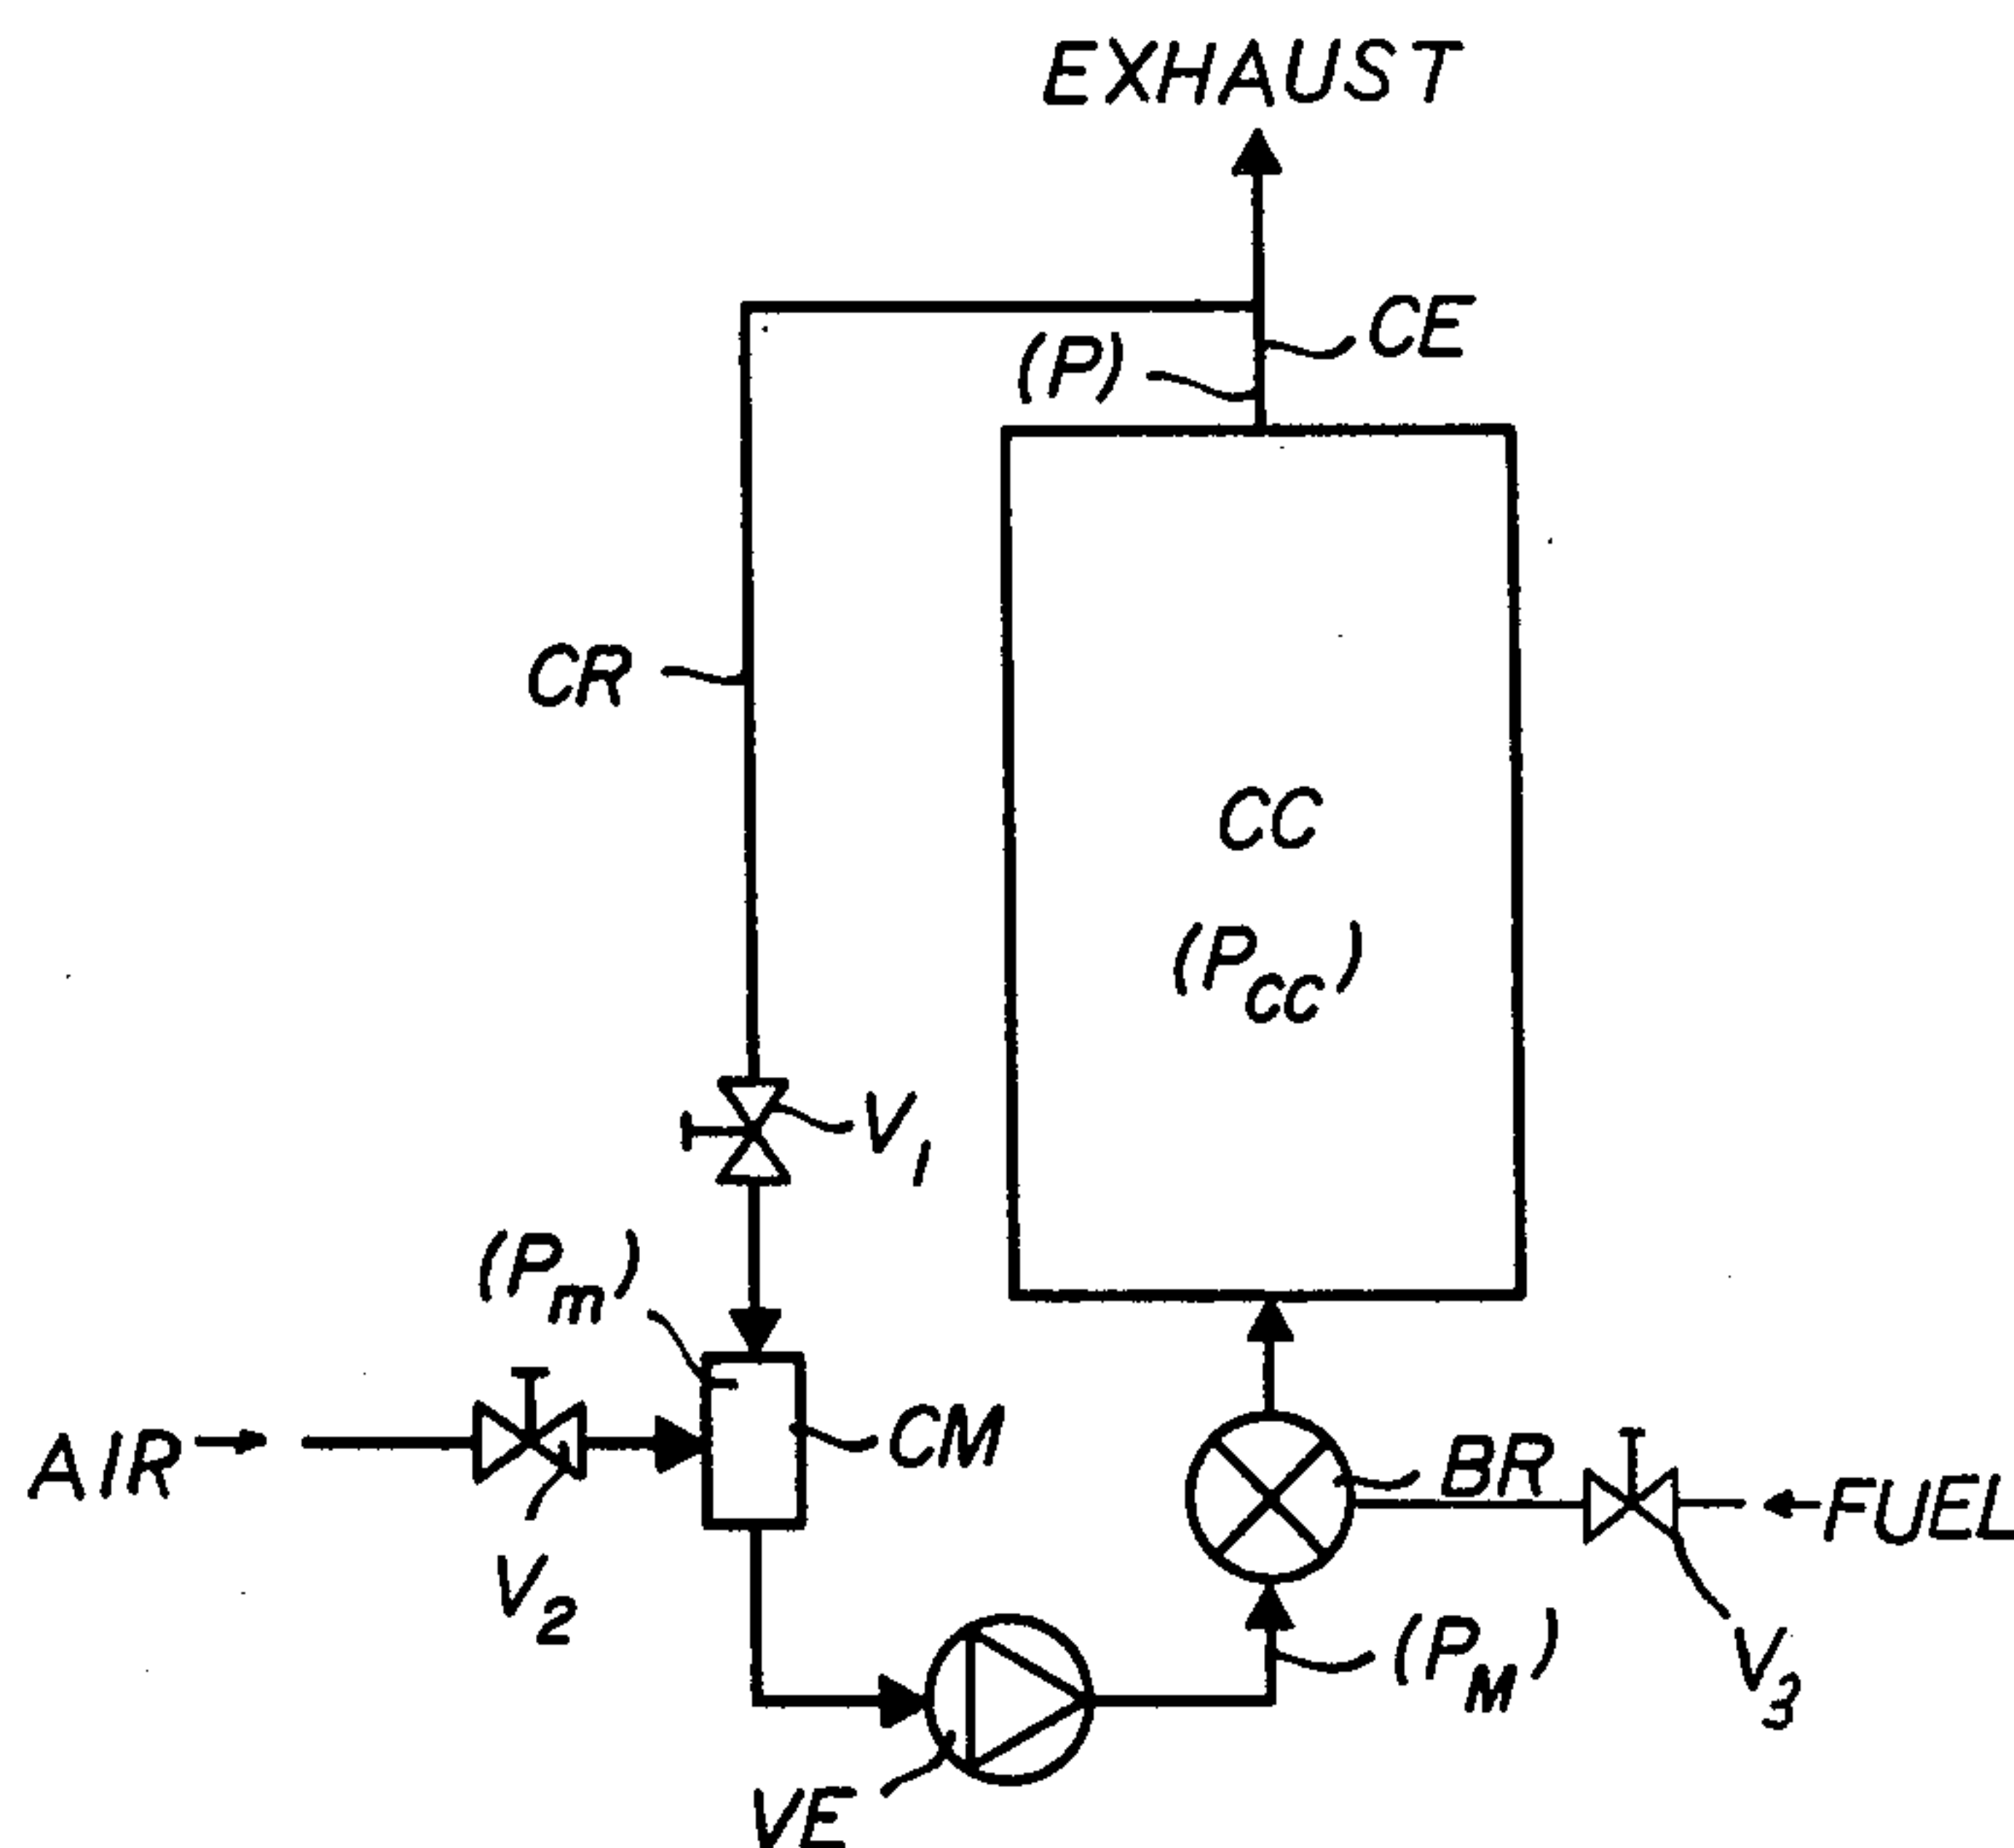 EXHAUST
CE
(P)
CR
CC
(P_CC)
V_1
(P_m)
AIR
CM
BR
FUEL
V_2
(P_M)
V_3
VE